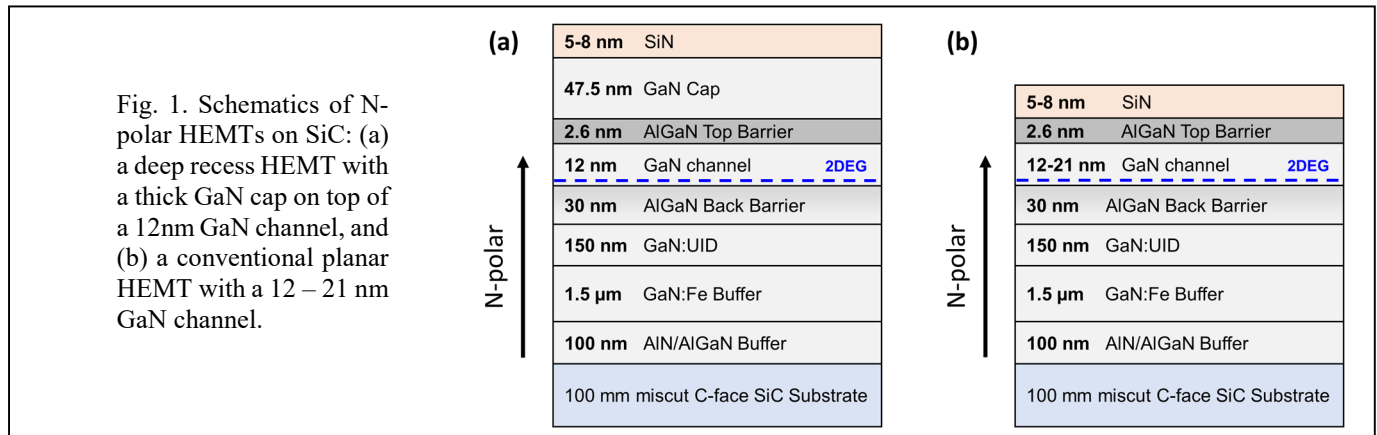 Fig. 1. Schematics of N-
polar HEMTs on SiC: (a)
a deep recess HEMT with
a thick GaN cap on top of
a 12nm GaN channel, and
(b) a conventional planar
HEMT with a 12 – 21 nm
GaN channel.
(a)
5-8 nm SiN
47.5 nm GaN Cap
2.6 nm AlGaN Top Barrier
12 nm GaN channel 2DEG
30 nm AlGaN Back Barrier
150 nm GaN:UID
1.5 µm GaN:Fe Buffer
100 nm AlN/AlGaN Buffer
100 mm miscut C-face SiC Substrate
N-polar
(b)
5-8 nm SiN
2.6 nm AlGaN Top Barrier
12-21 nm GaN channel 2DEG
30 nm AlGaN Back Barrier
150 nm GaN:UID
1.5 µm GaN:Fe Buffer
100 nm AlN/AlGaN Buffer
100 mm miscut C-face SiC Substrate
N-polar